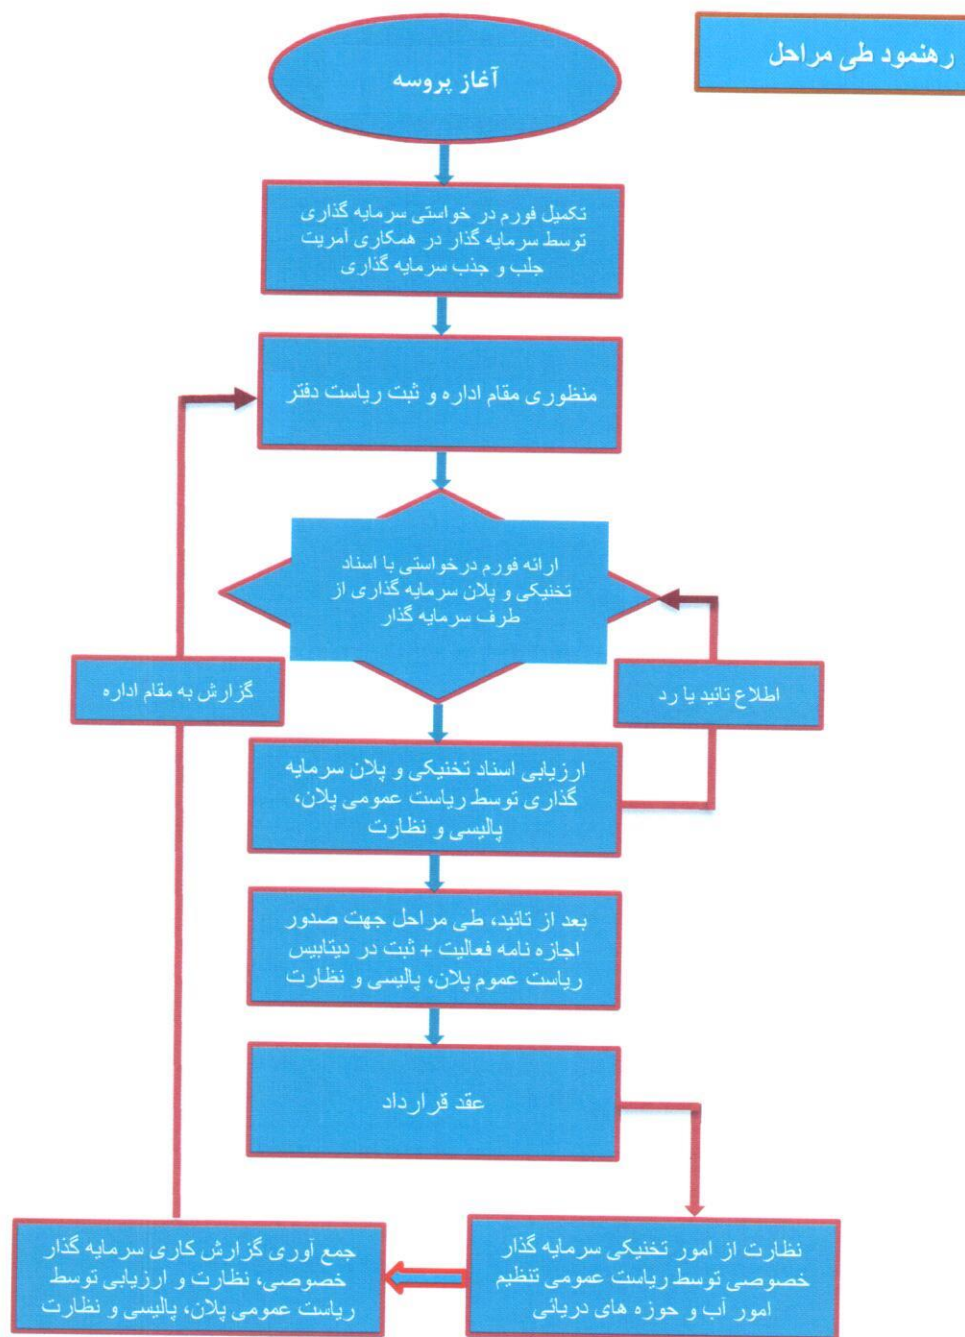 رهنمود طی مراحل
آغاز پروسه
تکمیل فورم در خواستی سرمایه گذاری
توسط سرمایه گذار در همکاری آمریت
جلب و جذب سرمایه گذاری
منظوری مقام اداره و ثبت ریاست دفتر
ارائه فورم درخواستی با اسناد
تخنیکی و پلان سرمایه گذاری از
طرف سرمایه گذار
اطلاع تائید یا رد
گزارش به مقام اداره
ارزیابی اسناد تخنیکی و پلان سرمایه
گذاری توسط ریاست عمومی پلان،
پالیسی و نظارت
بعد از تائید، طی مراحل جهت صدور
اجازه نامه فعالیت + ثبت در دیتابیس
ریاست عموم پلان، پالیسی و نظارت
عقد قرارداد
نظارت از امور تخنیکی سرمایه گذار
خصوصی توسط ریاست عمومی تنظیم
امور آب و حوزه های دریائی
جمع آوری گزارش کاری سرمایه گذار
خصوصی، نظارت و ارزیابی توسط
ریاست عمومی پلان، پالیسی و نظارت